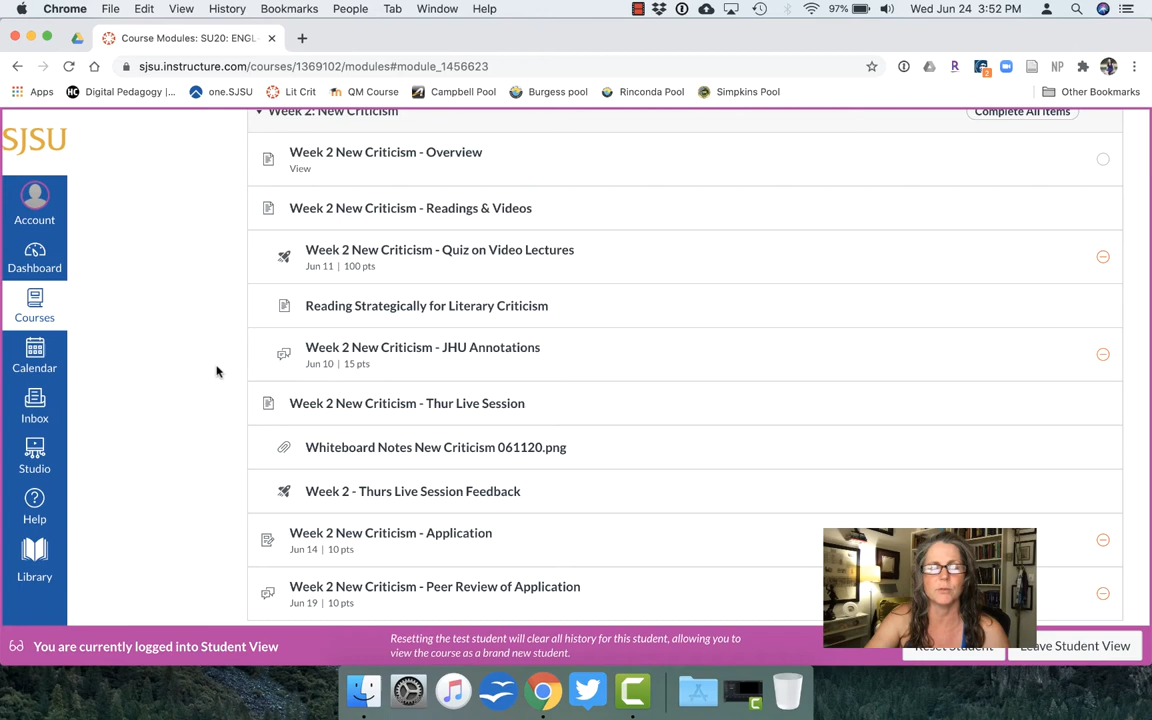 Chrome File Edit View History Bookmarks People Tab Window Help 97% Wed Jun 24 3:52 PM
Course Modules: SU20: ENGL-
sjsu.instructure.com/courses/1369102/modules#module_1456623 NP
Apps Digital Pedagogy |... one.SJSU Lit Crit QM Course Campbell Pool Burgess pool Rinconda Pool Simpkins Pool Other Bookmarks
SJSU
Account
Dashboard
Courses
Calendar
Inbox
Studio
Help
Library
Week 2: New Criticism
Complete All Items
Week 2 New Criticism - Overview
View
Week 2 New Criticism - Readings & Videos
Week 2 New Criticism - Quiz on Video Lectures
Jun 11 | 100 pts
Reading Strategically for Literary Criticism
Week 2 New Criticism - JHU Annotations
Jun 10 | 15 pts
Week 2 New Criticism - Thur Live Session
Whiteboard Notes New Criticism 061120.png
Week 2 - Thurs Live Session Feedback
Week 2 New Criticism - Application
Jun 14 | 10 pts
Week 2 New Criticism - Peer Review of Application
Jun 19 | 10 pts
You are currently logged into Student View
Resetting the test student will clear all history for this student, allowing you to
view the course as a brand new student.
Reset Student
Leave Student View